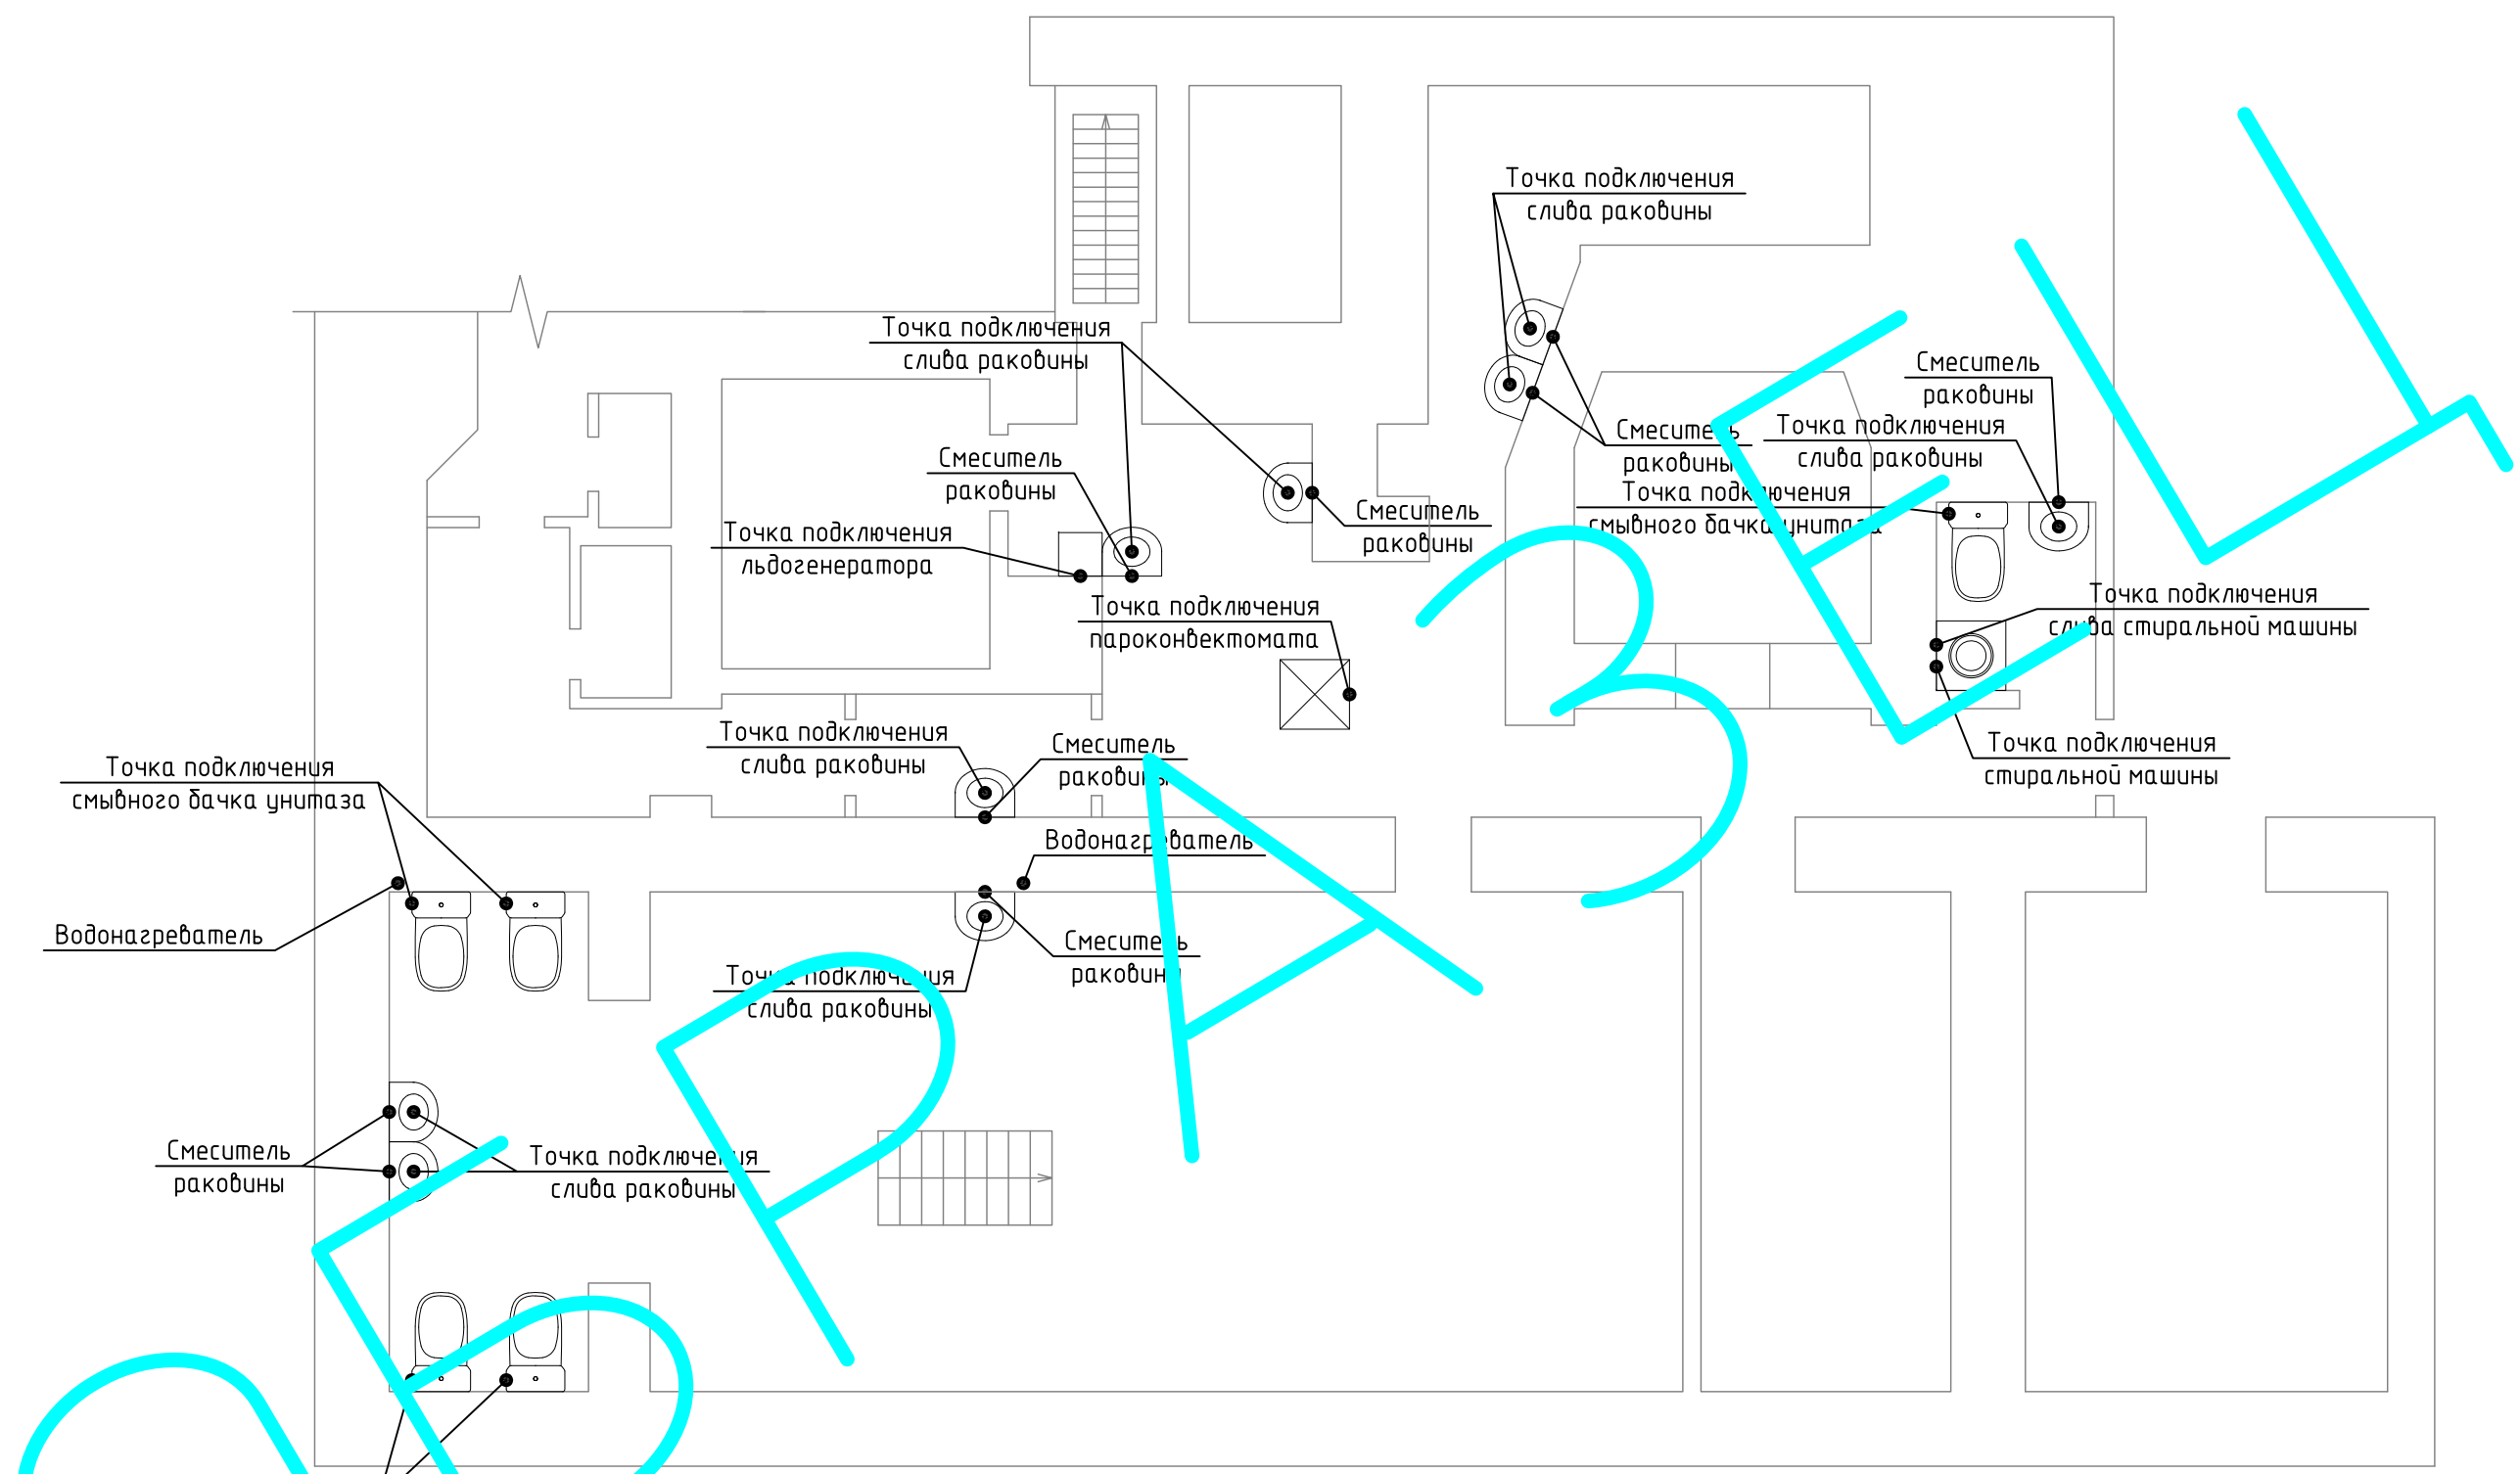 Точка подключения
слива раковины
Точка подключения
слива раковины
Смеситель
раковины
Точка подключения
слива раковины
Смеситель
раковины
Точка подключения
смывного бачка унитаза
Смеситель
раковины
Смеситель
раковины
Точка подключения
льдогенератора
Точка подключения
пароконвектомата
Точка подключения
слива стиральной машины
Точка подключения
слива раковины
Смеситель
раковины
Точка подключения
стиральной машины
Точка подключения
смывного бачка унитаза
Водонагреватель
Водонагреватель
Смеситель
раковины
Точка подключения
слива раковины
Смеситель
раковины
Точка подключения
слива раковины
ОБРАЗЕЦ